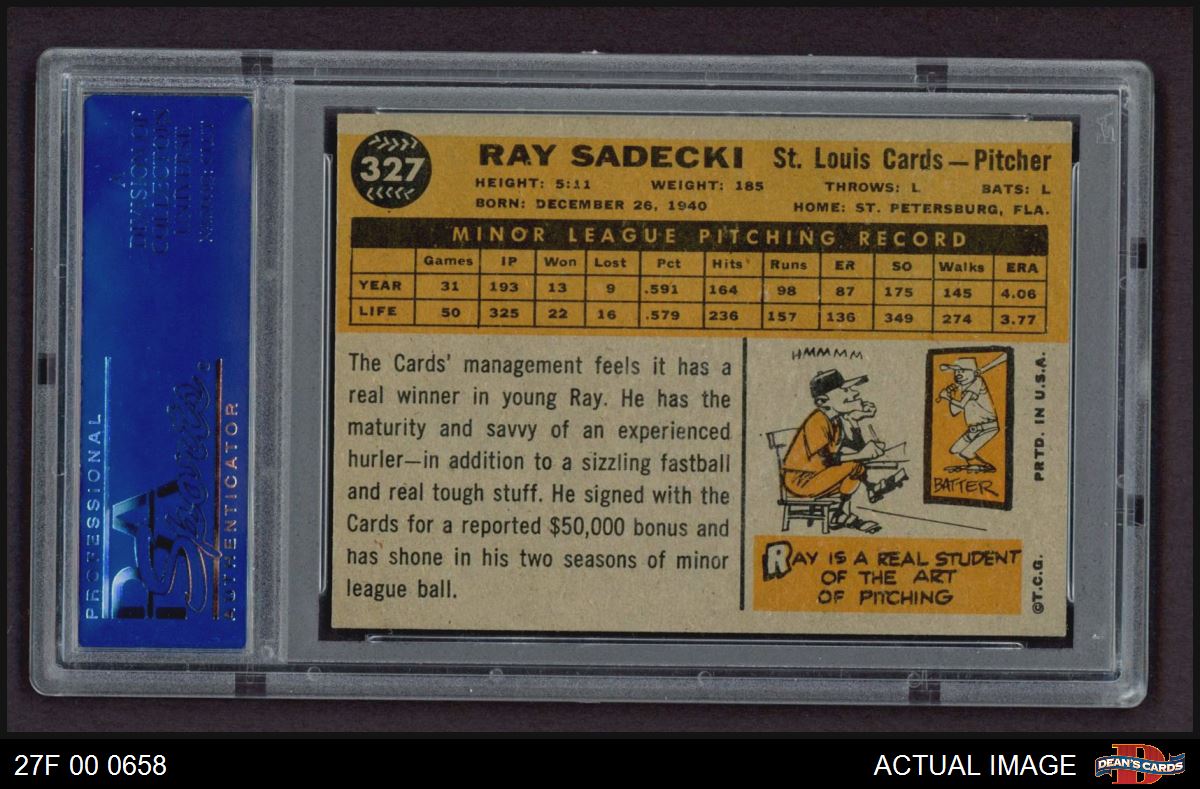 A
DIVISION OF
COLLECTORS
UNIVERSE
PROFESSIONAL
PSA
Sports
AUTHENTICATOR
327
RAY SADECKI St. Louis Cards — Pitcher
HEIGHT: 5:11 WEIGHT: 185 THROWS: L BATS: L
BORN: DECEMBER 26, 1940 HOME: ST. PETERSBURG, FLA.
MINOR LEAGUE PITCHING RECORD
Games IP Won Lost Pct Hits Runs ER SO Walks ERA
YEAR 31 193 13 9 .591 164 98 87 175 145 4.06
LIFE 50 325 22 16 .579 236 157 136 349 274 3.77
The Cards' management feels it has a
real winner in young Ray. He has the
maturity and savvy of an experienced
hurler—in addition to a sizzling fastball
and real tough stuff. He signed with the
Cards for a reported $50,000 bonus and
has shone in his two seasons of minor
league ball.
HMMMMM
BATTER
RAY IS A REAL STUDENT
OF THE ART
OF PITCHING
©T.C.G. PRTD. IN U.S.A.
27F 00 0658
ACTUAL IMAGE
DEAN'S CARDS